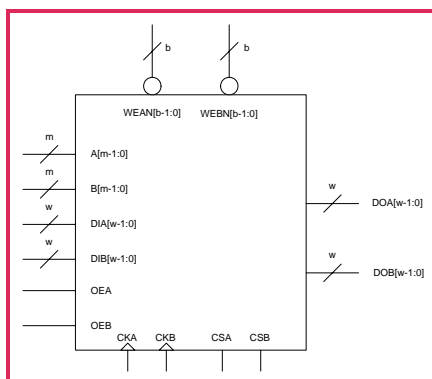 b b
WEAN[b-1:0] WEBN[b-1:0]
m
A[m-1:0]
m
B[m-1:0]
w
DIA[w-1:0]
w
DIB[w-1:0]
OEA
OEB
CKA CKB CSA CSB
w
DOA[w-1:0]
w
DOB[w-1:0]